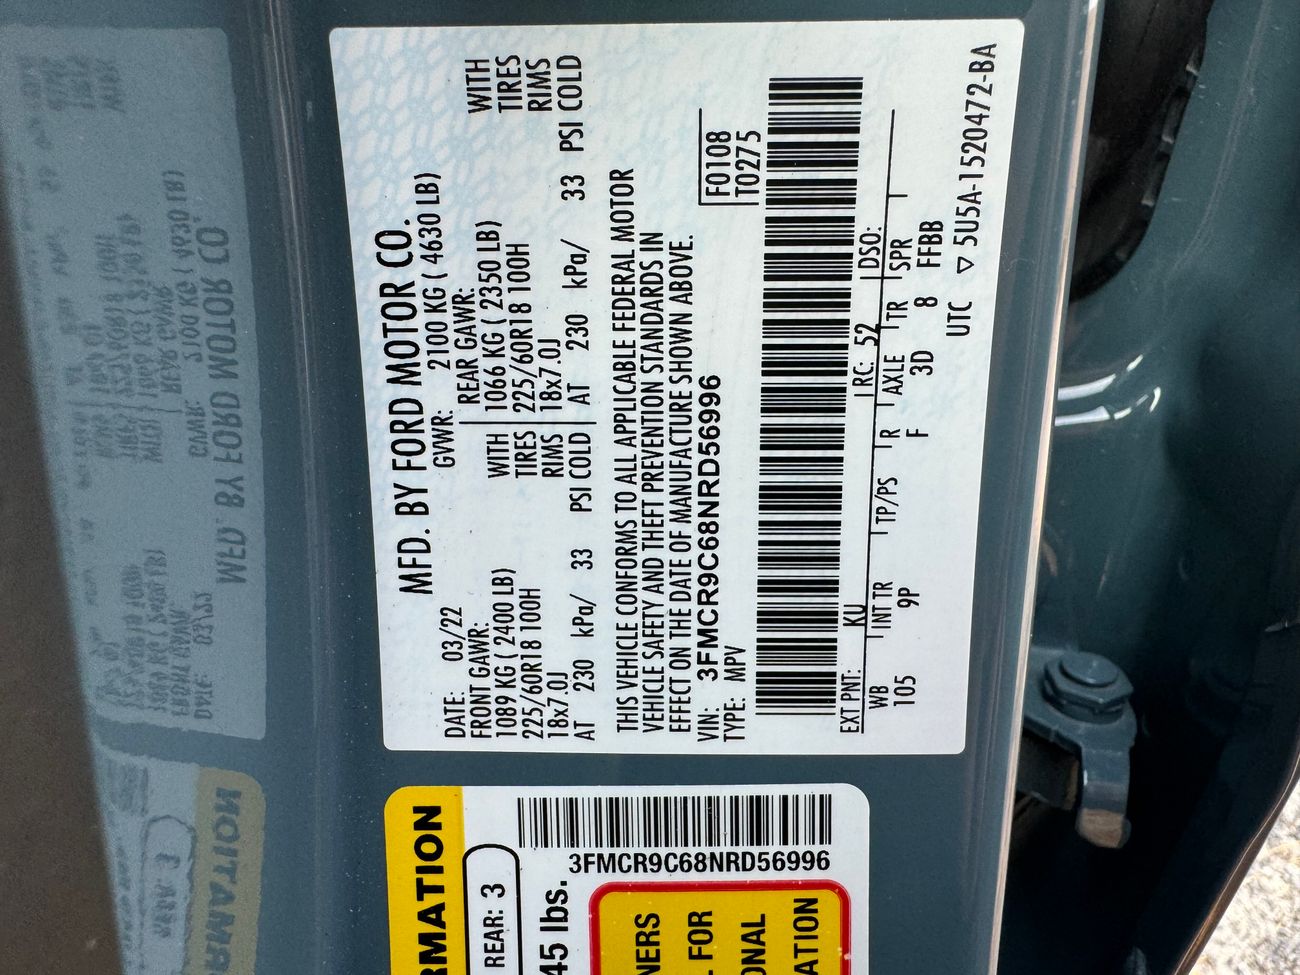 MFD. BY FORD MOTOR CO.
DATE: 03/22 GVWR: 2100 KG ( 4630 LB)
FRONT GAWR: REAR GAWR:
1089 KG ( 2400 LB) WITH 1066 KG ( 2350 LB) WITH
225/60R18 100H TIRES 225/60R18 100H TIRES
18x7.0J RIMS 18x7.0J RIMS
AT 230 kPa/ 33 PSI COLD AT 230 kPa/ 33 PSI COLD
THIS VEHICLE CONFORMS TO ALL APPLICABLE FEDERAL MOTOR
VEHICLE SAFETY AND THEFT PREVENTION STANDARDS IN
EFFECT ON THE DATE OF MANUFACTURE SHOWN ABOVE.
VIN: 3FMCR9C68NRD56996 F0108
TYPE: MPV T0275
EXT PNT: KU RC: 52 DSO:
WB INT TR TP/PS R AXLE TR SPR
105 9P F 3D 8 FFBB
UTC ▽ 5U5A-1520472-BA
RMATION
REAR: 3
3FMCR9C68NRD56996
45 lbs.
NERS
L FOR
ONAL
ATION